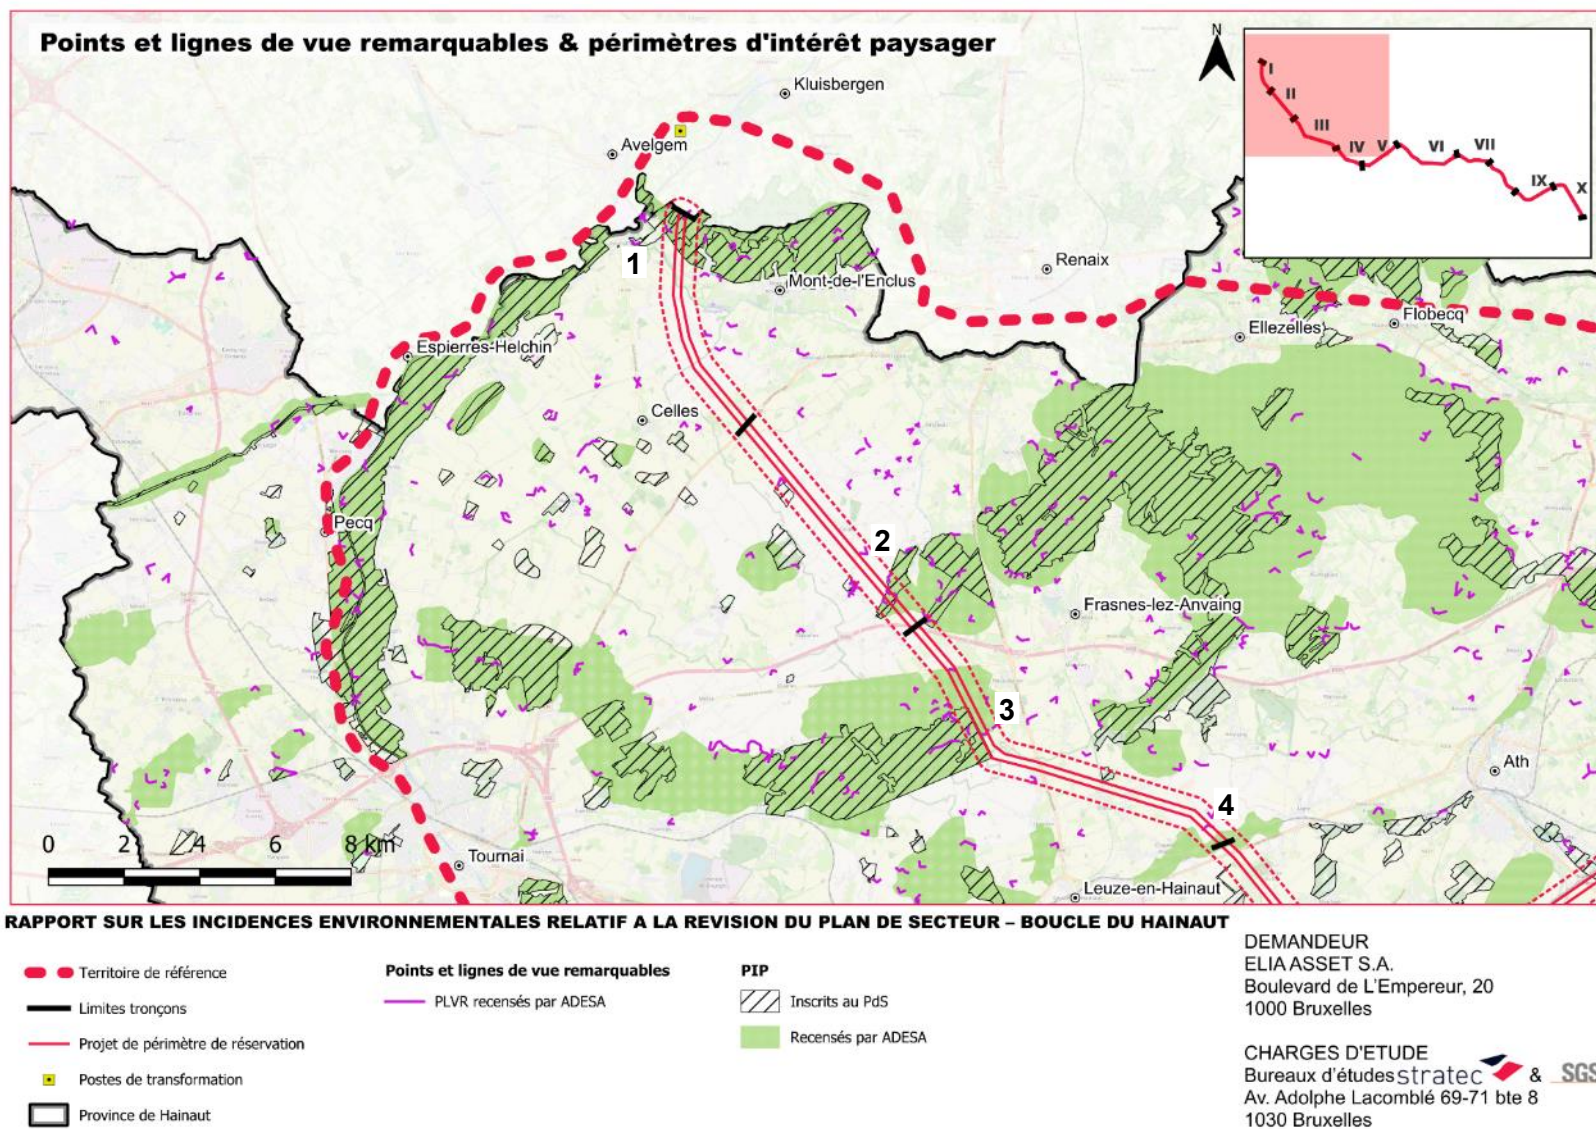 Points et lignes de vue remarquables & périmètres d'intérêt paysager
N
Kluisbergen
I
II
III
IV
V
VI
VII
IX
X
Avelgem
1
Renaix
Mont-de-l'Enclus
Flobecq
Ellezelles
Espierres-Helchin
Celles
Pecq
2
Frasnes-lez-Anvaing
3
Ath
4
0 2 4 6 8 km
Tournai
Leuze-en-Hainaut
RAPPORT SUR LES INCIDENCES ENVIRONNEMENTALES RELATIF A LA REVISION DU PLAN DE SECTEUR – BOUCLE DU HAINAUT
Territoire de référence
Limites tronçons
Projet de périmètre de réservation
Postes de transformation
Province de Hainaut
Points et lignes de vue remarquables
PLVR recensés par ADESA
PIP
Inscrits au PdS
Recensés par ADESA
DEMANDEUR
ELIA ASSET S.A.
Boulevard de L'Empereur, 20
1000 Bruxelles
CHARGES D'ETUDE
Bureaux d'études stratec & SGS
Av. Adolphe Lacomblé 69-71 bte 8
1030 Bruxelles